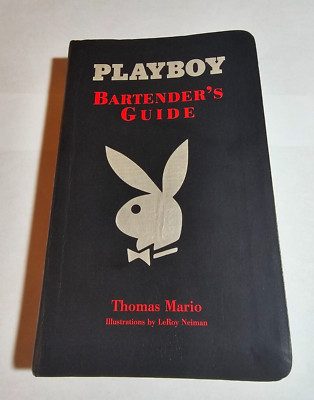 PLAYBOY
BARTENDER'S
GUIDE
Thomas Mario
Illustrations by LeRoy Neiman